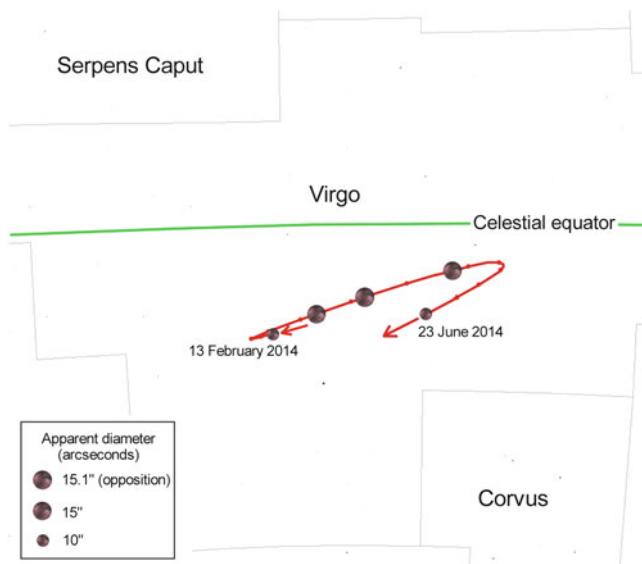 Serpens Caput
Virgo
Celestial equator
13 February 2014
23 June 2014
Apparent diameter
(arcseconds)
15.1" (opposition)
15"
10"
Corvus